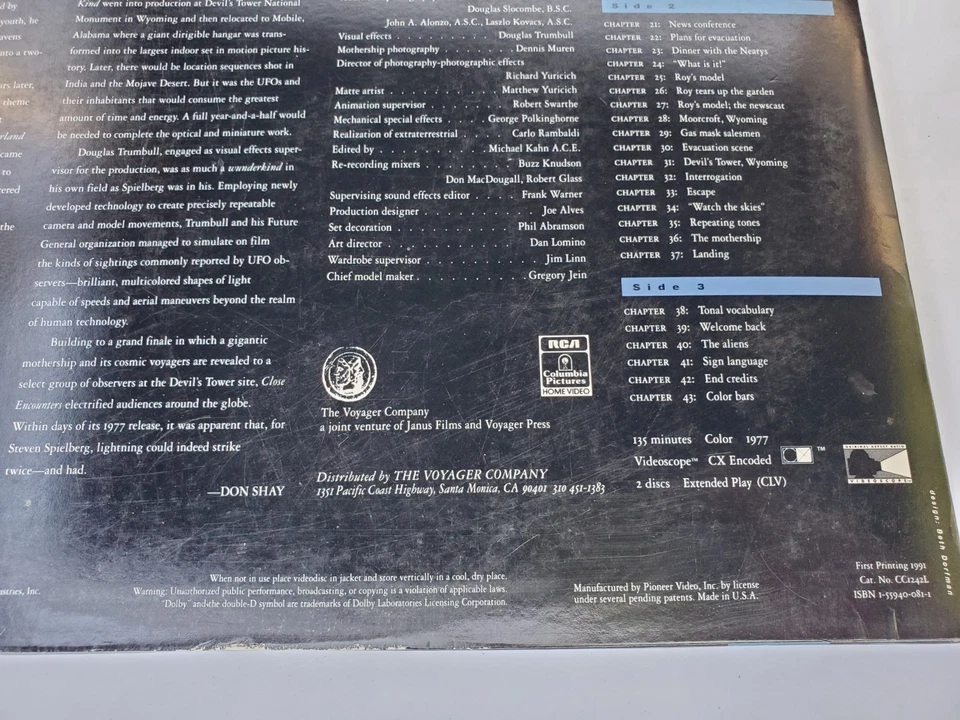 d by
youth, he
avens
nto a two-
urs later,
theme
rland
came
to
ered
the
stries, Inc.
Kind went into production at Devil's Tower National
Monument in Wyoming and then relocated to Mobile,
Alabama where a giant dirigible hangar was trans-
formed into the largest indoor set in motion picture his-
tory. Later, there would be location sequences shot in
India and the Mojave Desert. But it was the UFOs and
their inhabitants that would consume the greatest
amount of time and energy. A full year-and-a-half would
be needed to complete the optical and miniature work.
Douglas Trumbull, engaged as visual effects super-
visor for the production, was as much a wunderkind in
his own field as Spielberg was in his. Employing newly
developed technology to create precisely repeatable
camera and model movements, Trumbull and his Future
General organization managed to simulate on film
the kinds of sightings commonly reported by UFO ob-
servers—brilliant, multicolored shapes of light
capable of speeds and aerial maneuvers beyond the realm
of human technology.
Building to a grand finale in which a gigantic
mothership and its cosmic voyagers are revealed to a
select group of observers at the Devil's Tower site, Close
Encounters electrified audiences around the globe.
Within days of its 1977 release, it was apparent that, for
Steven Spielberg, lightning could indeed strike
twice—and had.
—DON SHAY
Douglas Slocombe, B.S.C.
John A. Alonzo, A.S.C., Laszlo Kovacs, A.S.C.
Visual effects . . . . . . . . . Douglas Trumbull
Mothership photography . . . . . . Dennis Muren
Director of photography-photographic effects
Richard Yuricich
Matte artist . . . . . . . . . . Matthew Yuricich
Animation supervisor . . . . . . . Robert Swarthe
Mechanical special effects . . . . George Polkinghorne
Realization of extraterrestrial . . . . Carlo Rambaldi
Edited by . . . . . . . . . Michael Kahn A.C.E.
Re-recording mixers . . . . . . . Buzz Knudson
Don MacDougall, Robert Glass
Supervising sound effects editor . . . . Frank Warner
Production designer . . . . . . . . . Joe Alves
Set decoration . . . . . . . . . . Phil Abramson
Art director . . . . . . . . . . Dan Lomino
Wardrobe supervisor . . . . . . . . . Jim Linn
Chief model maker . . . . . . . . Gregory Jein
RCA
Columbia
Pictures
HOME VIDEO
The Voyager Company
a joint venture of Janus Films and Voyager Press
Distributed by THE VOYAGER COMPANY
1351 Pacific Coast Highway, Santa Monica, CA 90401 310 451-1383
Side 2
CHAPTER 21: News conference
CHAPTER 22: Plans for evacuation
CHAPTER 23: Dinner with the Nearys
CHAPTER 24: "What is it!"
CHAPTER 25: Roy's model
CHAPTER 26: Roy tears up the garden
CHAPTER 27: Roy's model; the newscast
CHAPTER 28: Moorcroft, Wyoming
CHAPTER 29: Gas mask salesmen
CHAPTER 30: Evacuation scene
CHAPTER 31: Devil's Tower, Wyoming
CHAPTER 32: Interrogation
CHAPTER 33: Escape
CHAPTER 34: "Watch the skies"
CHAPTER 35: Repeating tones
CHAPTER 36: The mothership
CHAPTER 37: Landing
Side 3
CHAPTER 38: Tonal vocabulary
CHAPTER 39: Welcome back
CHAPTER 40: The aliens
CHAPTER 41: Sign language
CHAPTER 42: End credits
CHAPTER 43: Color bars
135 minutes Color 1977
Videoscope™ CX Encoded ™
2 discs Extended Play (CLV)
ORIGINAL ASPECT RATIO
VIDEOSCOPE
design: Beth Dorfman
When not in use place videodisc in jacket and store vertically in a cool, dry place.
Warning: Unauthorized public performance, broadcasting, or copying is a violation of applicable laws.
"Dolby" and the double-D symbol are trademarks of Dolby Laboratories Licensing Corporation.
Manufactured by Pioneer Video, Inc. by license
under several pending patents. Made in U.S.A.
First Printing 1991
Cat. No. CC1242L
ISBN 1-55940-081-1